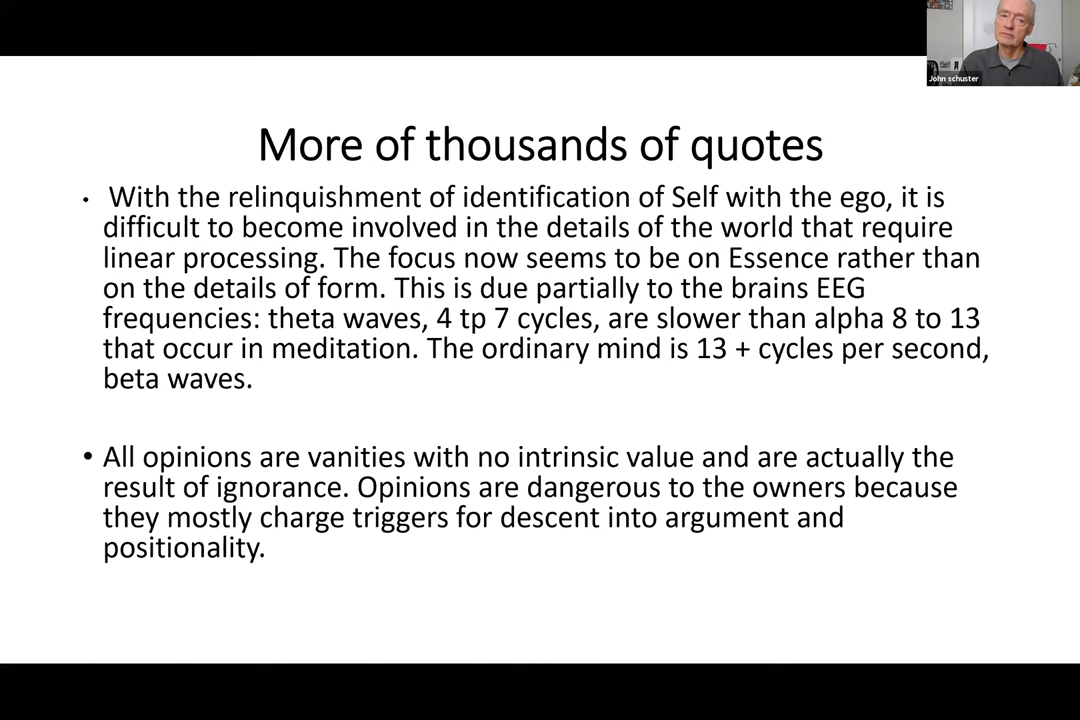 John schuster
More of thousands of quotes
• With the relinquishment of identification of Self with the ego, it is
difficult to become involved in the details of the world that require
linear processing. The focus now seems to be on Essence rather than
on the details of form. This is due partially to the brains EEG
frequencies: theta waves, 4 tp 7 cycles, are slower than alpha 8 to 13
that occur in meditation. The ordinary mind is 13 + cycles per second,
beta waves.
• All opinions are vanities with no intrinsic value and are actually the
result of ignorance. Opinions are dangerous to the owners because
they mostly charge triggers for descent into argument and
positionality.